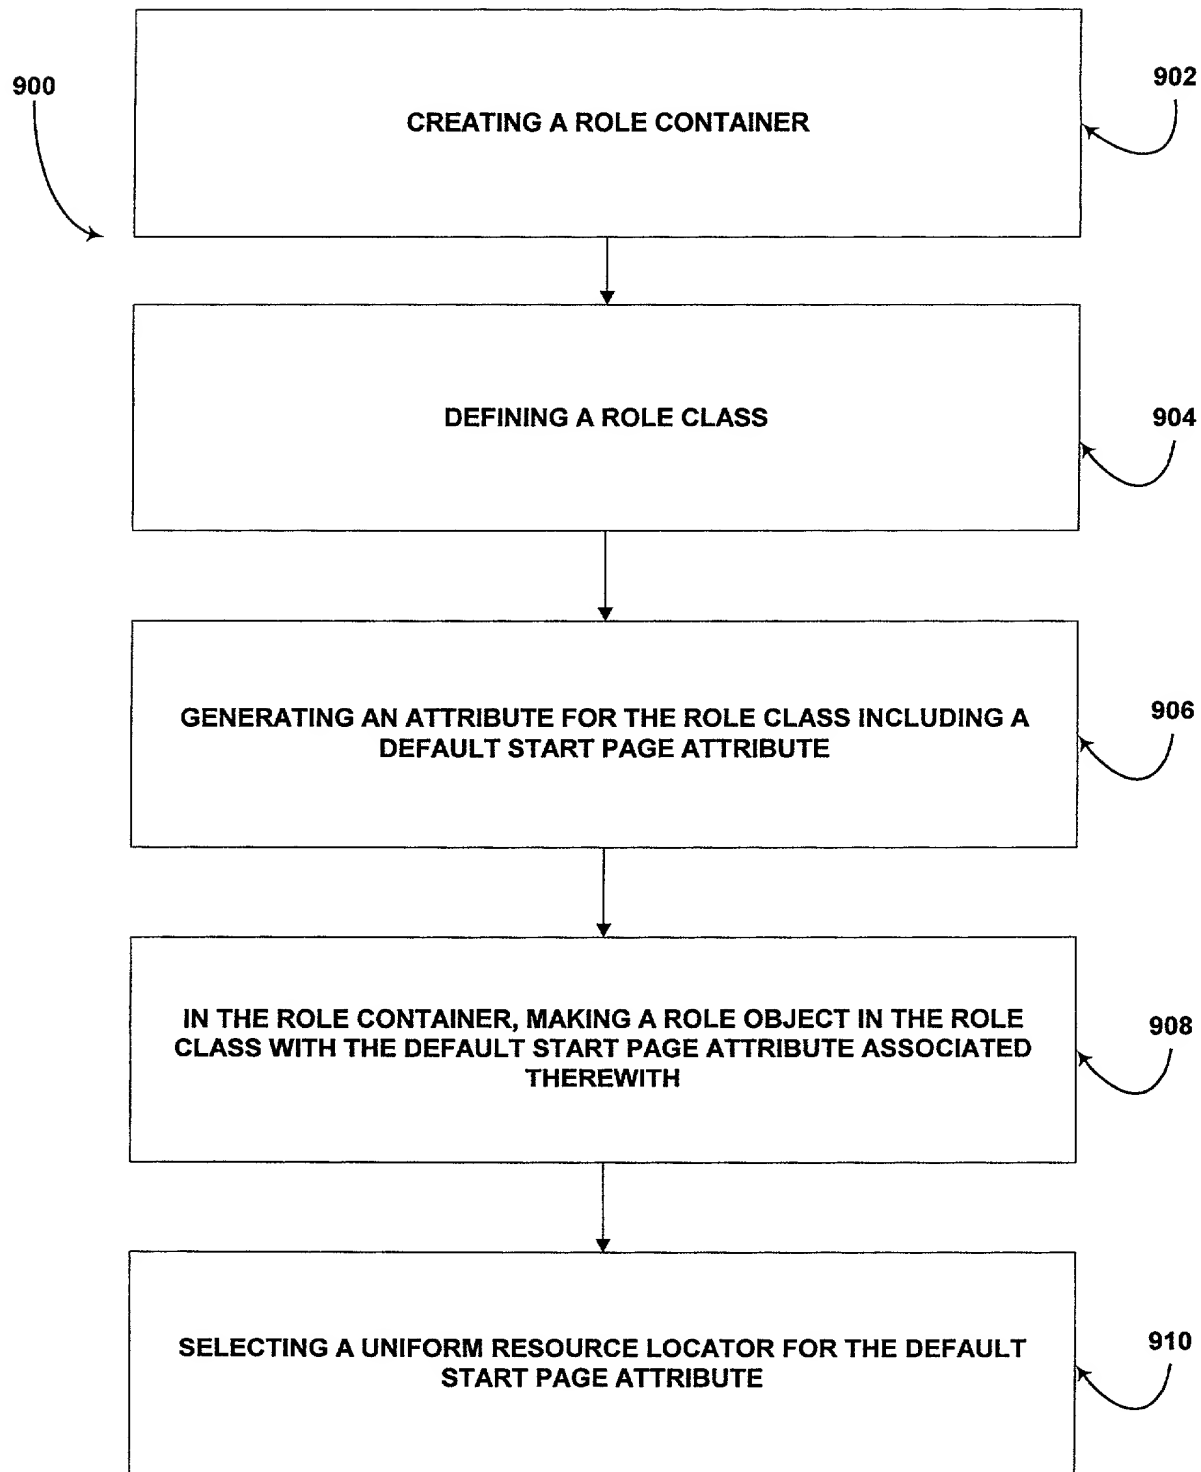 900
902
CREATING A ROLE CONTAINER
904
DEFINING A ROLE CLASS
906
GENERATING AN ATTRIBUTE FOR THE ROLE CLASS INCLUDING A
DEFAULT START PAGE ATTRIBUTE
908
IN THE ROLE CONTAINER, MAKING A ROLE OBJECT IN THE ROLE
CLASS WITH THE DEFAULT START PAGE ATTRIBUTE ASSOCIATED
THEREWITH
910
SELECTING A UNIFORM RESOURCE LOCATOR FOR THE DEFAULT
START PAGE ATTRIBUTE